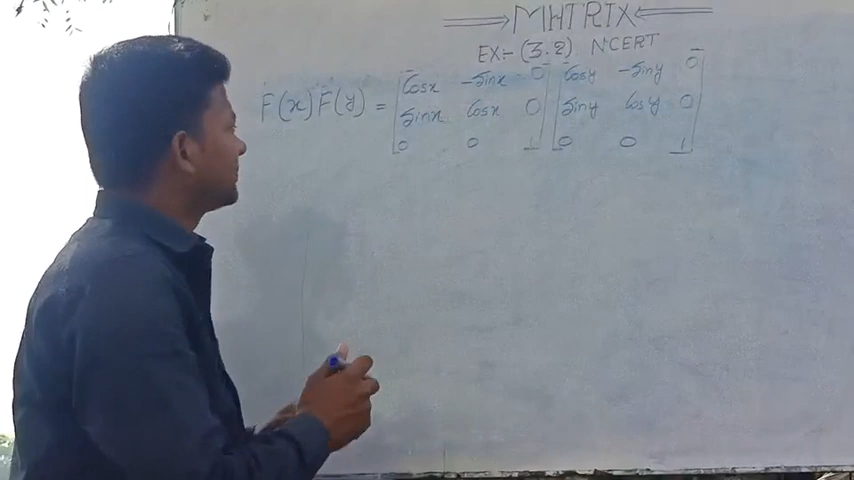 ⟹ MATRIX ⟸
EX:- (3.2) NCERT
F(x) F(y) = [Cosx -Sinx 0] [Cosy -Siny 0]
[Sinx Cosx 0] [Siny Cosy 0]
[0 0 1] [0 0 1]